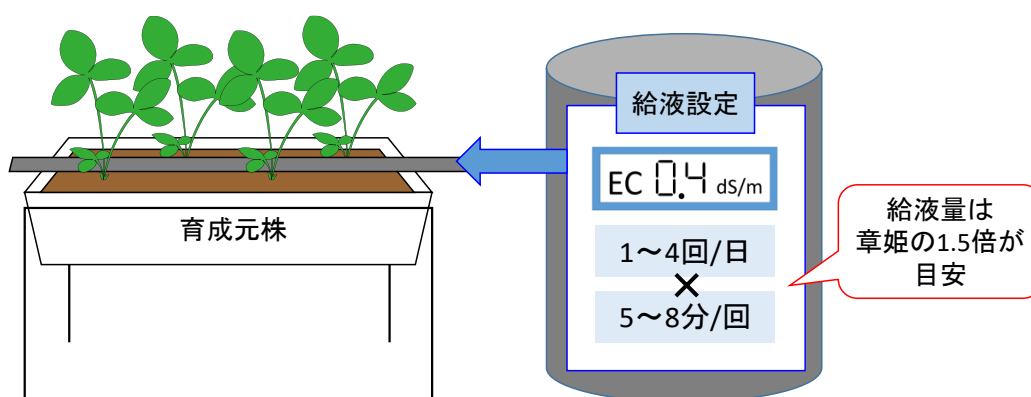 給液設定
EC 0.4 dS/m
育成元株
1～4回/日
×
5～8分/回
給液量は
章姫の1.5倍が
目安